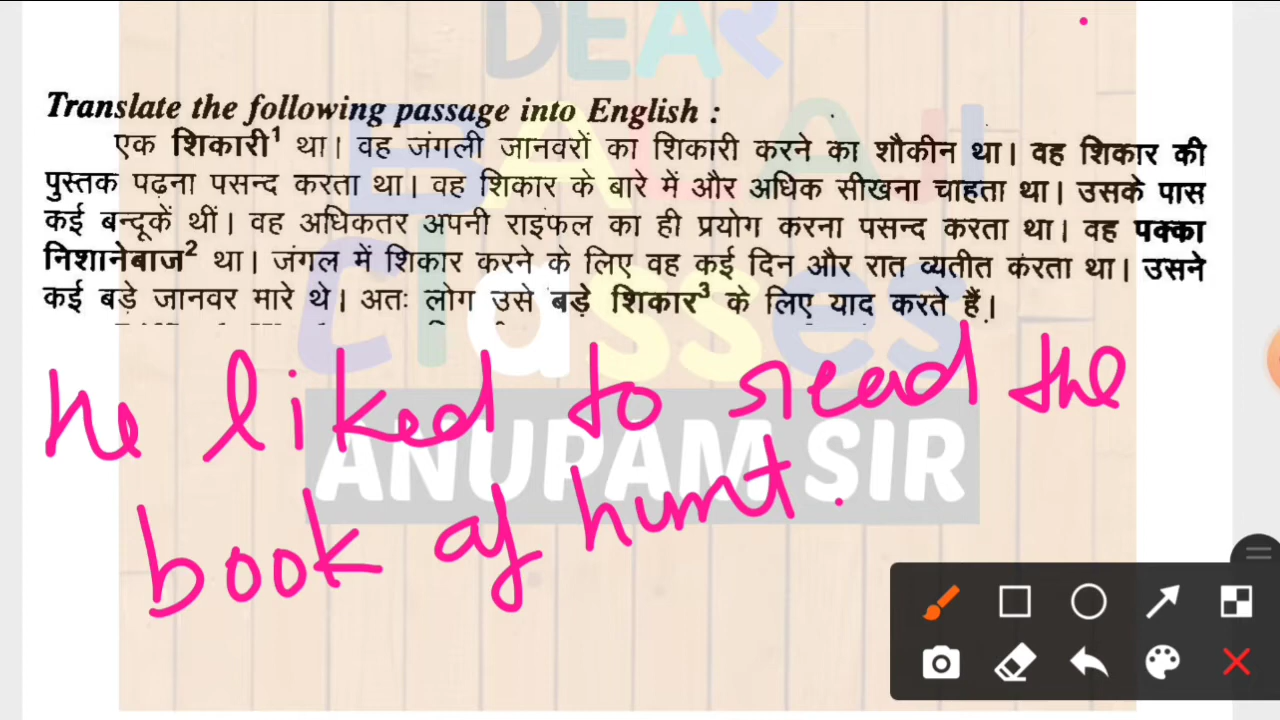 DEAR
Translate the following passage into English :
एक शिकारी¹ था। वह जंगली जानवरों का शिकारी करने का शौकीन था। वह शिकार की
पुस्तक पढ़ना पसन्द करता था। वह शिकार के बारे में और अधिक सीखना चाहता था। उसके पास
कई बन्दूकें थीं। वह अधिकतर अपनी राइफल का ही प्रयोग करना पसन्द करता था। वह पक्का
निशानेबाज² था। जंगल में शिकार करने के लिए वह कई दिन और रात व्यतीत करता था। उसने
कई बड़े जानवर मारे थे। अतः लोग उसे बड़े शिकार³ के लिए याद करते हैं।
BALAJI
Classes
ANUPAM SIR
He liked to read the
book of hunt.